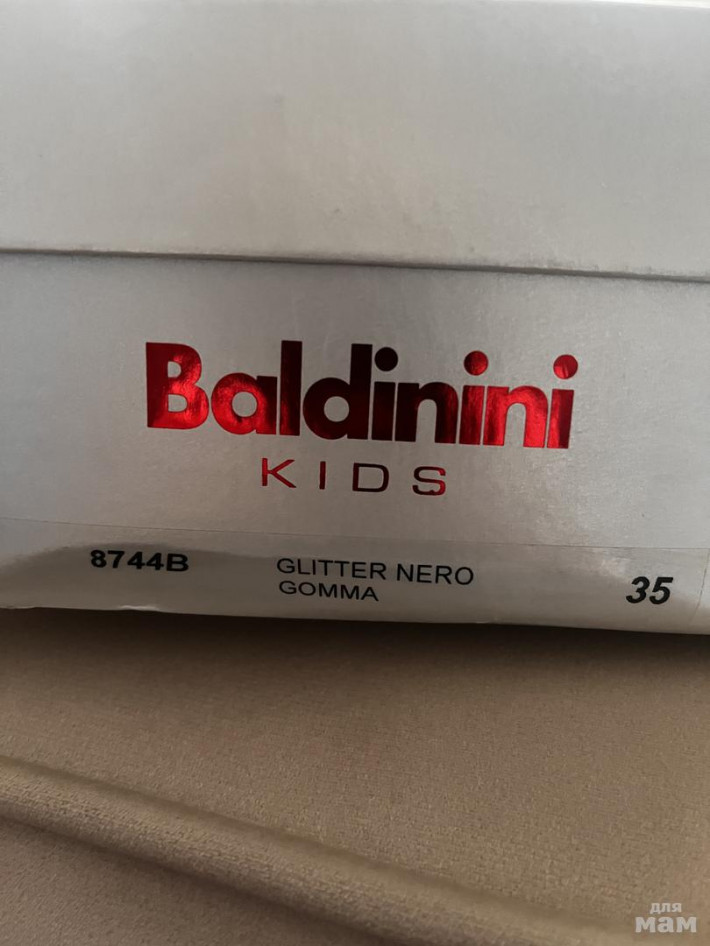 Baldinini
KIDS
8744B GLITTER NERO 35
GOMMA
для
мам